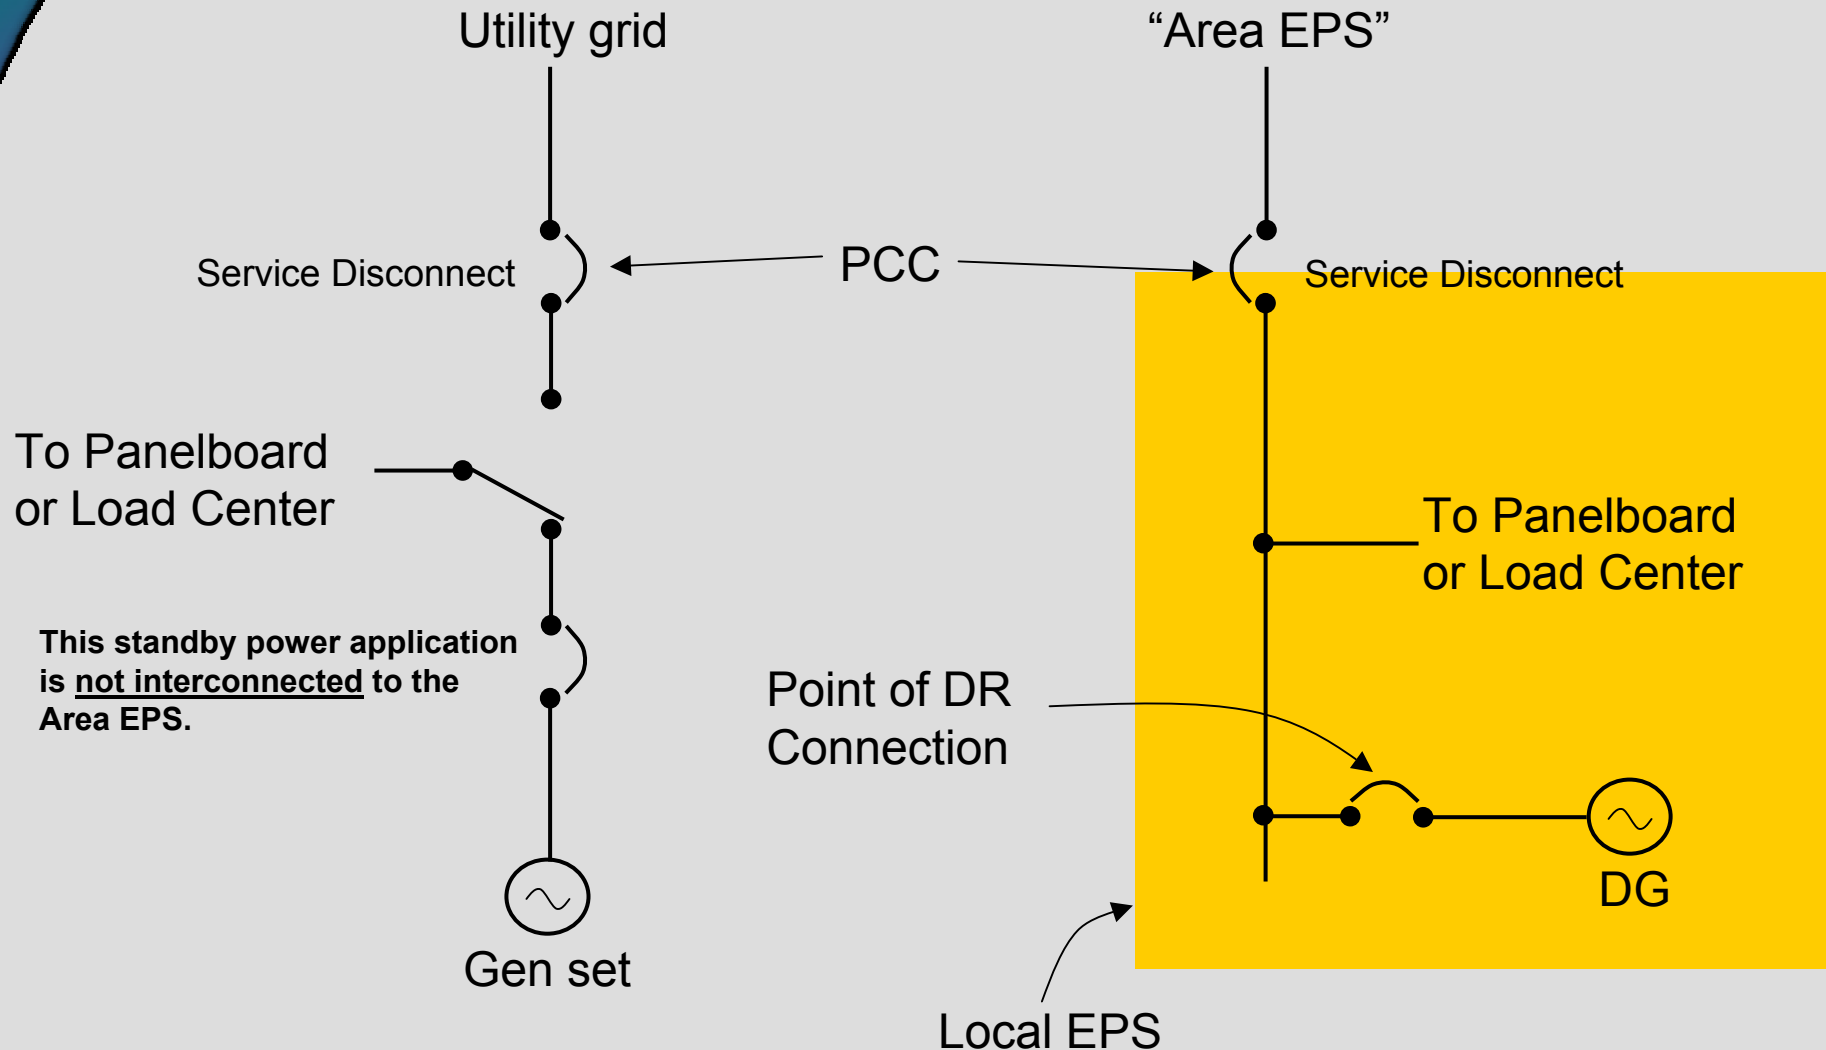 Utility grid
“Area EPS”
Service Disconnect
PCC
Service Disconnect
To Panelboard
or Load Center
To Panelboard
or Load Center
This standby power application
is not interconnected to the
Area EPS.
Point of DR
Connection
DG
Gen set
Local EPS